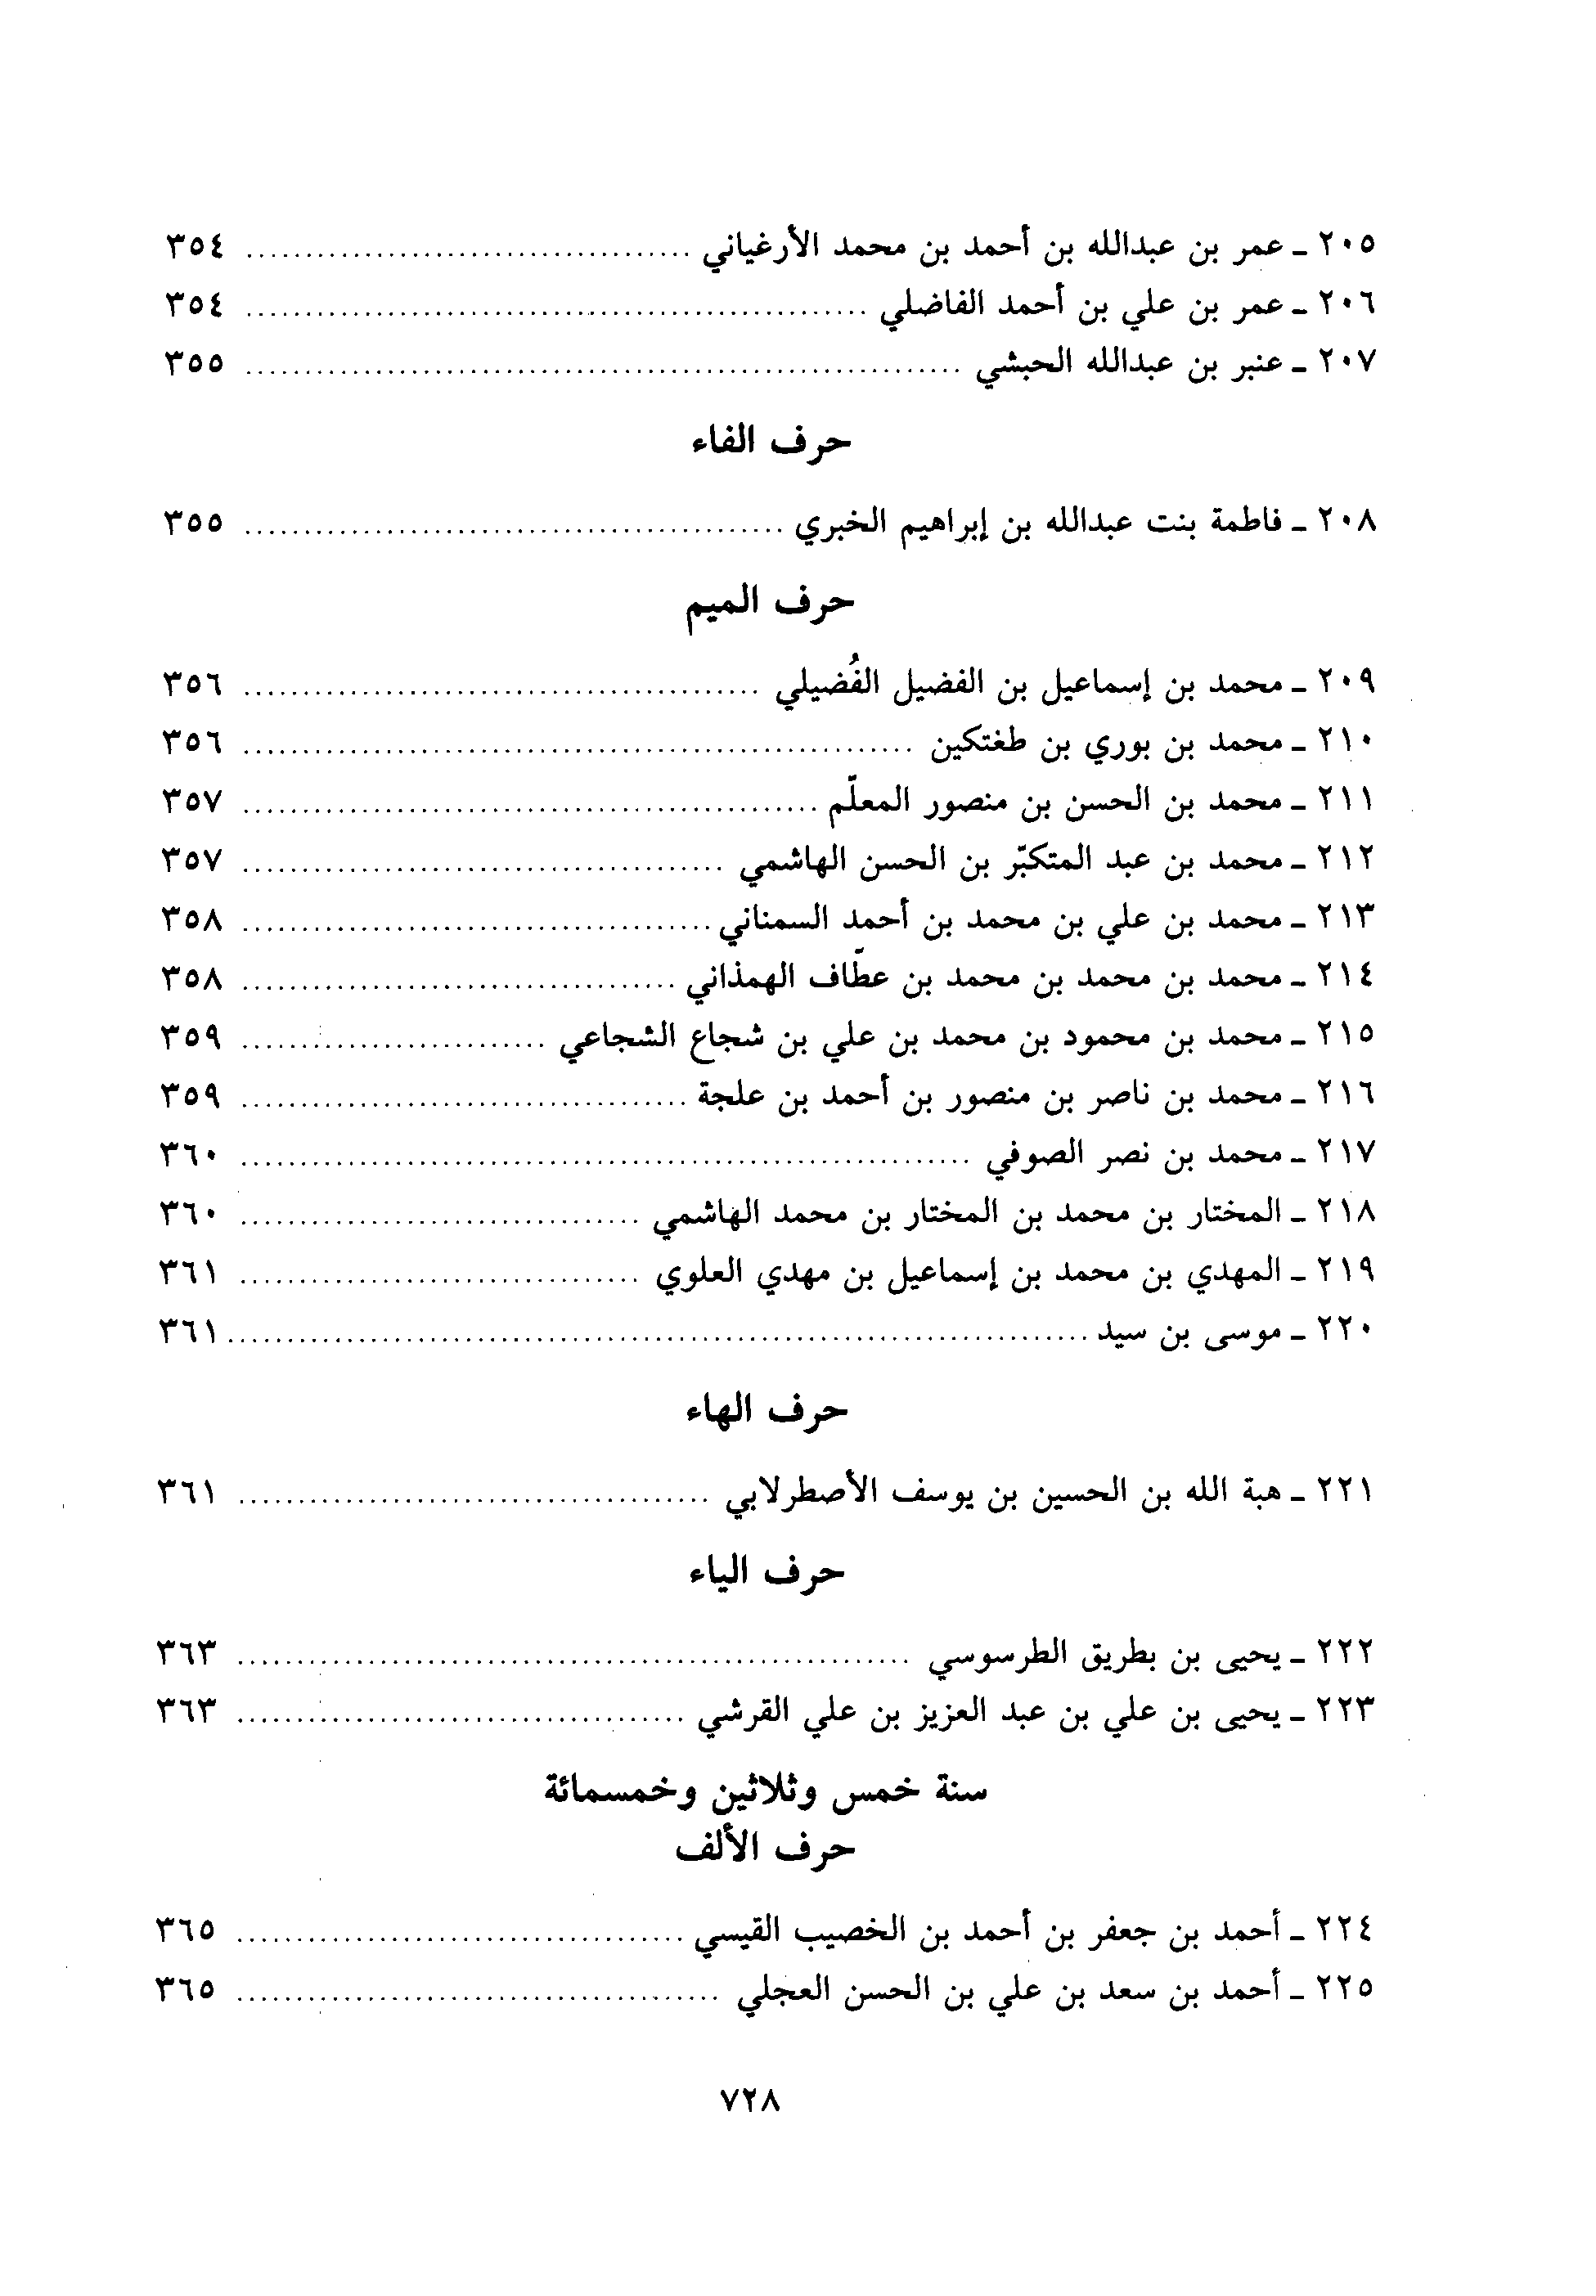 ٢٠٥ ـ عمر بن عبدالله بن أحمد بن محمد الأرغياني ........ ٣٥٤
٢٠٦ ـ عمر بن علي بن أحمد الفاضلي ........ ٣٥٤
٢٠٧ ـ عنبر بن عبدالله الحبشي ........ ٣٥٥
حرف الفاء
٢٠٨ ـ فاطمة بنت عبدالله بن إبراهيم الخبري ........ ٣٥٥
حرف الميم
٢٠٩ ـ محمد بن إسماعيل بن الفضيل الفُضيلي ........ ٣٥٦
٢١٠ ـ محمد بن بوري بن طغتكين ........ ٣٥٦
٢١١ ـ محمد بن الحسن بن منصور المعلّم ........ ٣٥٧
٢١٢ ـ محمد بن عبد المتكبّر بن الحسن الهاشمي ........ ٣٥٧
٢١٣ ـ محمد بن علي بن محمد بن أحمد السمناني ........ ٣٥٨
٢١٤ ـ محمد بن محمد بن محمد بن عطّاف الهمذاني ........ ٣٥٨
٢١٥ ـ محمد بن محمود بن محمد بن علي بن شجاع الشجاعي ........ ٣٥٩
٢١٦ ـ محمد بن ناصر بن منصور بن أحمد بن علجة ........ ٣٥٩
٢١٧ ـ محمد بن نصر الصوفي ........ ٣٦٠
٢١٨ ـ المختار بن محمد بن المختار بن محمد الهاشمي ........ ٣٦٠
٢١٩ ـ المهدي بن محمد بن إسماعيل بن مهدي العلوي ........ ٣٦١
٢٢٠ ـ موسى بن سيد ........ ٣٦١
حرف الهاء
٢٢١ ـ هبة الله بن الحسين بن يوسف الأصطرلابي ........ ٣٦١
حرف الياء
٢٢٢ ـ يحيى بن بطريق الطرسوسي ........ ٣٦٣
٢٢٣ ـ يحيى بن علي بن عبد العزيز بن علي القرشي ........ ٣٦٣
سنة خمس وثلاثين وخمسمائة
حرف الألف
٢٢٤ ـ أحمد بن جعفر بن أحمد بن الخصيب القيسي ........ ٣٦٥
٢٢٥ ـ أحمد بن سعد بن علي بن الحسن العجلي ........ ٣٦٥
٧٢٨